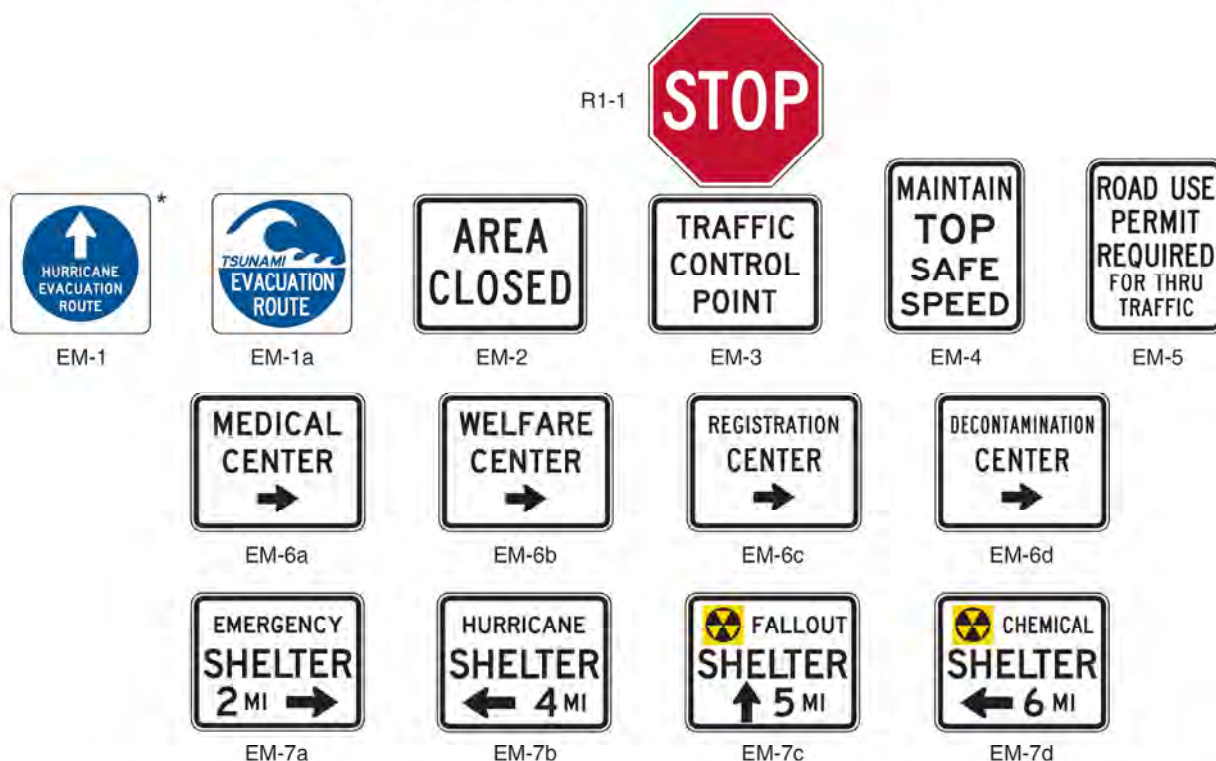 R1-1
STOP
*
HURRICANE
EVACUATION
ROUTE
EM-1
TSUNAMI
EVACUATION
ROUTE
EM-1a
AREA
CLOSED
EM-2
TRAFFIC
CONTROL
POINT
EM-3
MAINTAIN
TOP
SAFE
SPEED
EM-4
ROAD USE
PERMIT
REQUIRED
FOR THRU
TRAFFIC
EM-5
MEDICAL
CENTER
EM-6a
WELFARE
CENTER
EM-6b
REGISTRATION
CENTER
EM-6c
DECONTAMINATION
CENTER
EM-6d
EMERGENCY
SHELTER
2 MI
EM-7a
HURRICANE
SHELTER
4 MI
EM-7b
FALLOUT
SHELTER
5 MI
EM-7c
CHEMICAL
SHELTER
6 MI
EM-7d